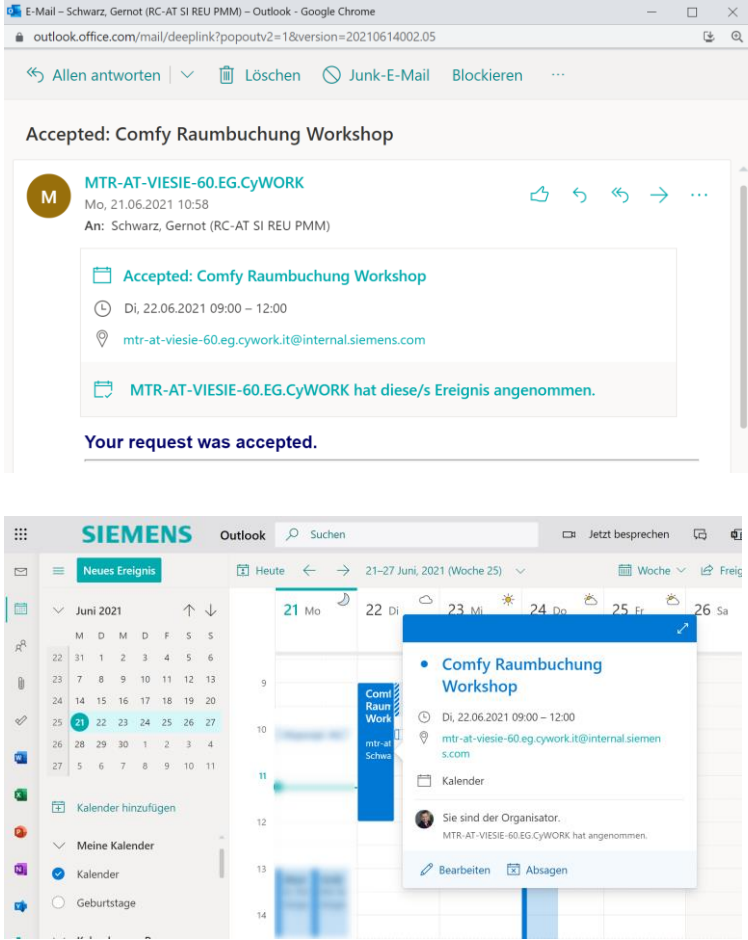 E-Mail – Schwarz, Gernot (RC-AT SI REU PMM) – Outlook - Google Chrome
outlook.office.com/mail/deeplink?popoutv2=1&version=20210614002.05
Allen antworten Löschen Junk-E-Mail Blockieren ...
Accepted: Comfy Raumbuchung Workshop
M
MTR-AT-VIESIE-60.EG.CyWORK
Mo, 21.06.2021 10:58
An: Schwarz, Gernot (RC-AT SI REU PMM)
Accepted: Comfy Raumbuchung Workshop
Di, 22.06.2021 09:00 – 12:00
mtr-at-viesie-60.eg.cywork.it@internal.siemens.com
MTR-AT-VIESIE-60.EG.CyWORK hat diese/s Ereignis angenommen.
Your request was accepted.
SIEMENS Outlook Suchen Jetzt besprechen
Neues Ereignis Heute 21–27 Juni, 2021 (Woche 25) Woche Freig
Juni 2021
M D M D F S S
22 31 1 2 3 4 5 6
23 7 8 9 10 11 12 13
24 14 15 16 17 18 19 20
25 21 22 23 24 25 26 27
26 28 29 30 1 2 3 4
27 5 6 7 8 9 10 11
Kalender hinzufügen
Meine Kalender
Kalender
Geburtstage
21 Mo 22 Di 23 Mi 24 Do 25 Fr 26 Sa
9
10
11
12
13
14
Comf
Raun
Work
mtr-at
Schwa
Comfy Raumbuchung
Workshop
Di, 22.06.2021 09:00 – 12:00
mtr-at-viesie-60.eg.cywork.it@internal.siemen
s.com
Kalender
Sie sind der Organisator.
MTR-AT-VIESIE-60.EG.CyWORK hat angenommen.
Bearbeiten Absagen